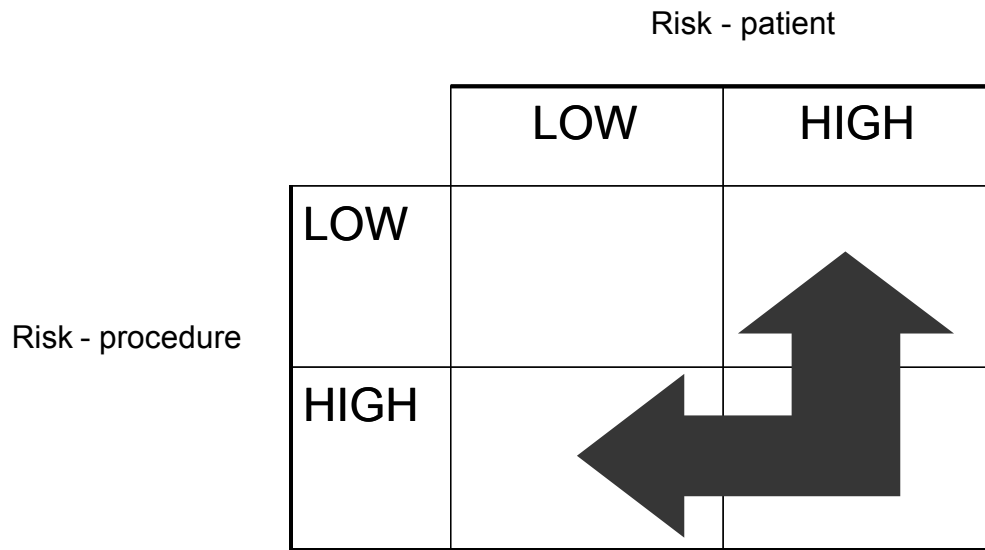 Risk - patient
LOW HIGH
LOW
Risk - procedure
HIGH